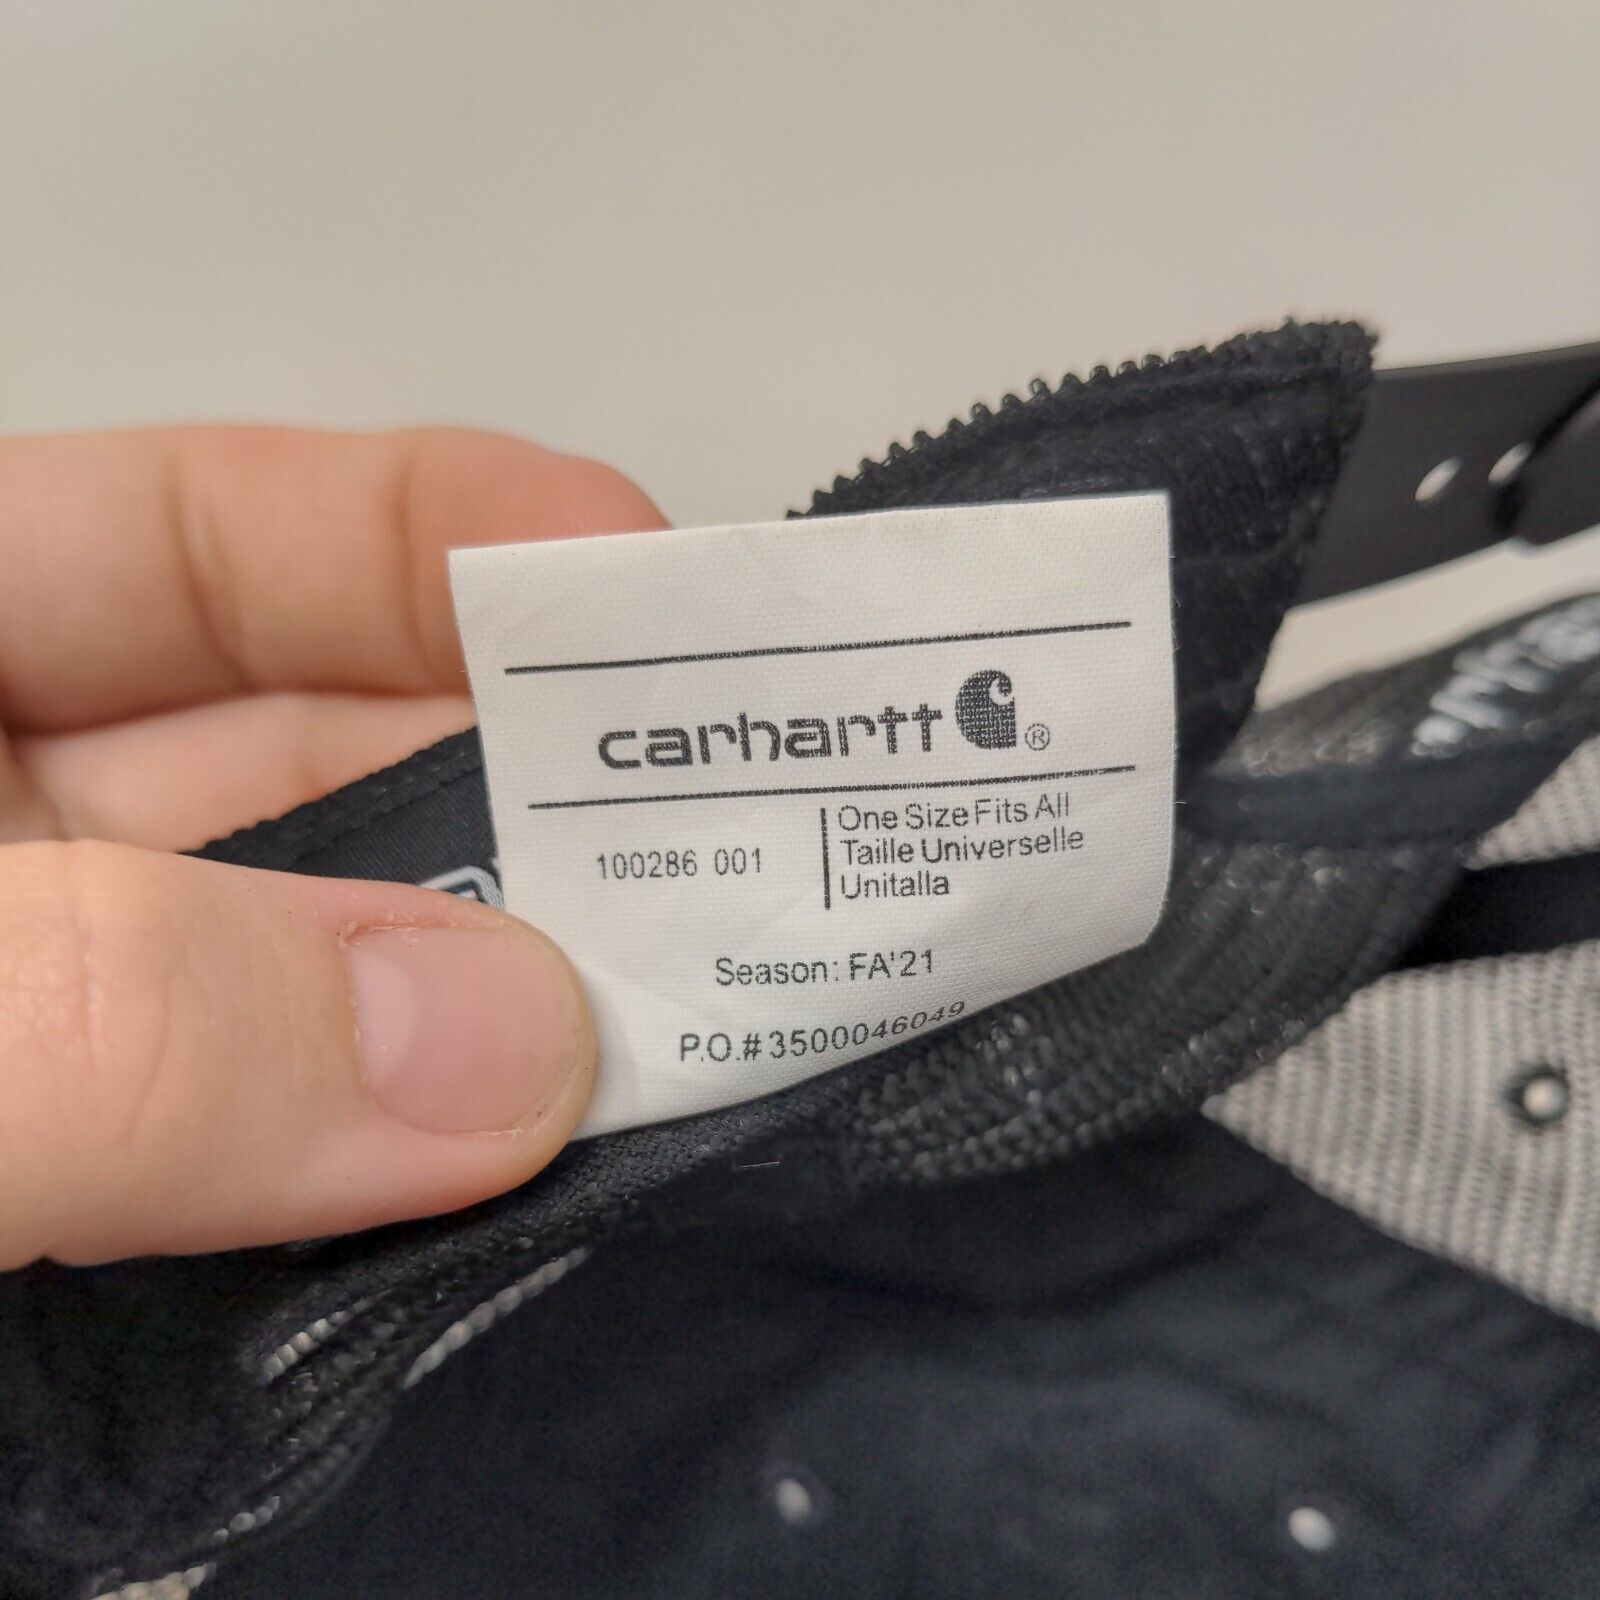 carhartt ®
100286 001
One Size Fits All
Taille Universelle
Unitalla
Season: FA'21
P.O.#3500046049